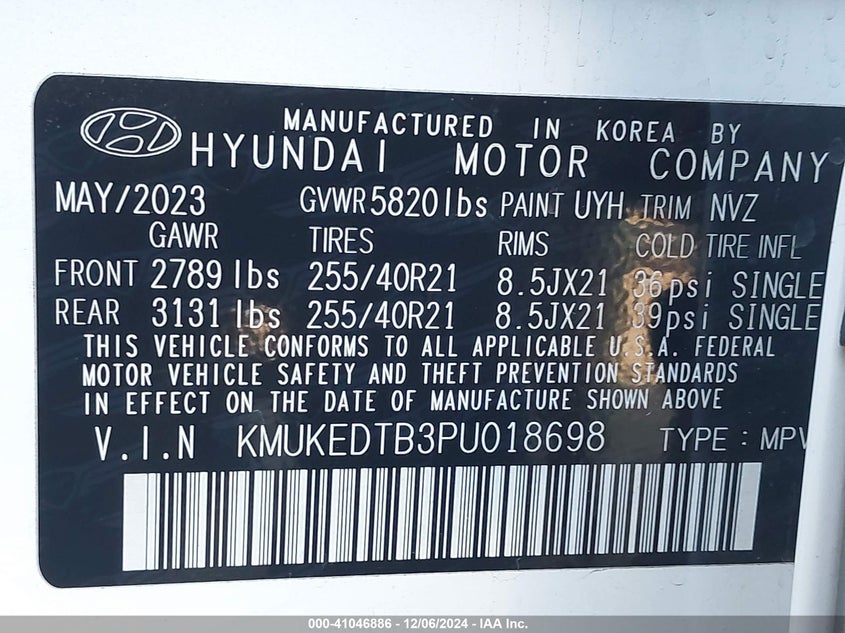 MANUFACTURED IN KOREA BY
HYUNDAI MOTOR COMPANY
MAY/2023 GVWR 5820lbs PAINT UYH TRIM NVZ
GAWR TIRES RIMS COLD TIRE INFL
FRONT 2789 lbs 255/40R21 8.5JX21 36psi SINGLE
REAR 3131 lbs 255/40R21 8.5JX21 39psi SINGLE
THIS VEHICLE CONFORMS TO ALL APPLICABLE U.S.A. FEDERAL
MOTOR VEHICLE SAFETY AND THEFT PREVENTION STANDARDS
IN EFFECT ON THE DATE OF MANUFACTURE SHOWN ABOVE
V.I.N KMUKEDTB3PU018698 TYPE : MPV
000-41046886 - 12/06/2024 - IAA Inc.